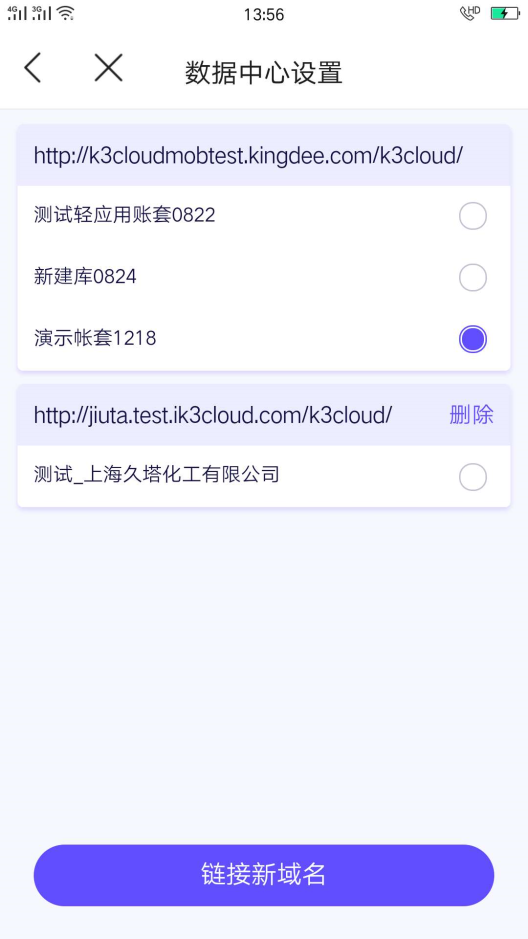 4G 3G 13:56 HD
数据中心设置
http://k3cloudmobtest.kingdee.com/k3cloud/
测试轻应用账套0822
新建库0824
演示帐套1218
http://jiuta.test.ik3cloud.com/k3cloud/ 删除
测试_上海久塔化工有限公司
链接新域名